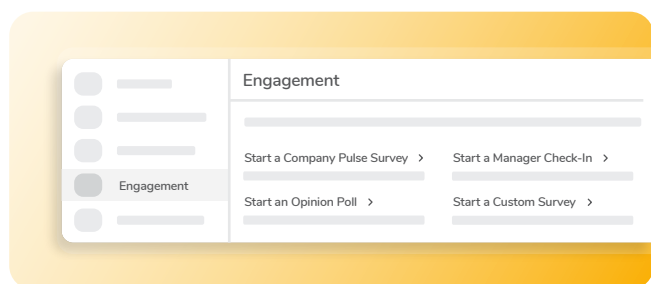 Engagement
Start a Company Pulse Survey
Start a Manager Check-In
Engagement
Start an Opinion Poll
Start a Custom Survey